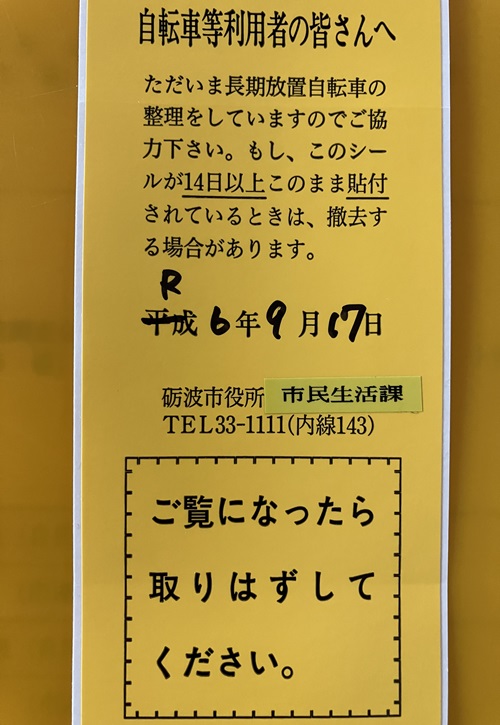 自転車等利用者の皆さんへ
ただいま長期放置自転車の
整理をしていますのでご協
力下さい。もし、このシー
ルが14日以上このまま貼付
されているときは、撤去す
る場合があります。
R
平成6年9月17日
砺波市役所 市民生活課
TEL33-1111(内線143)
ご覧になったら
取りはずして
ください。